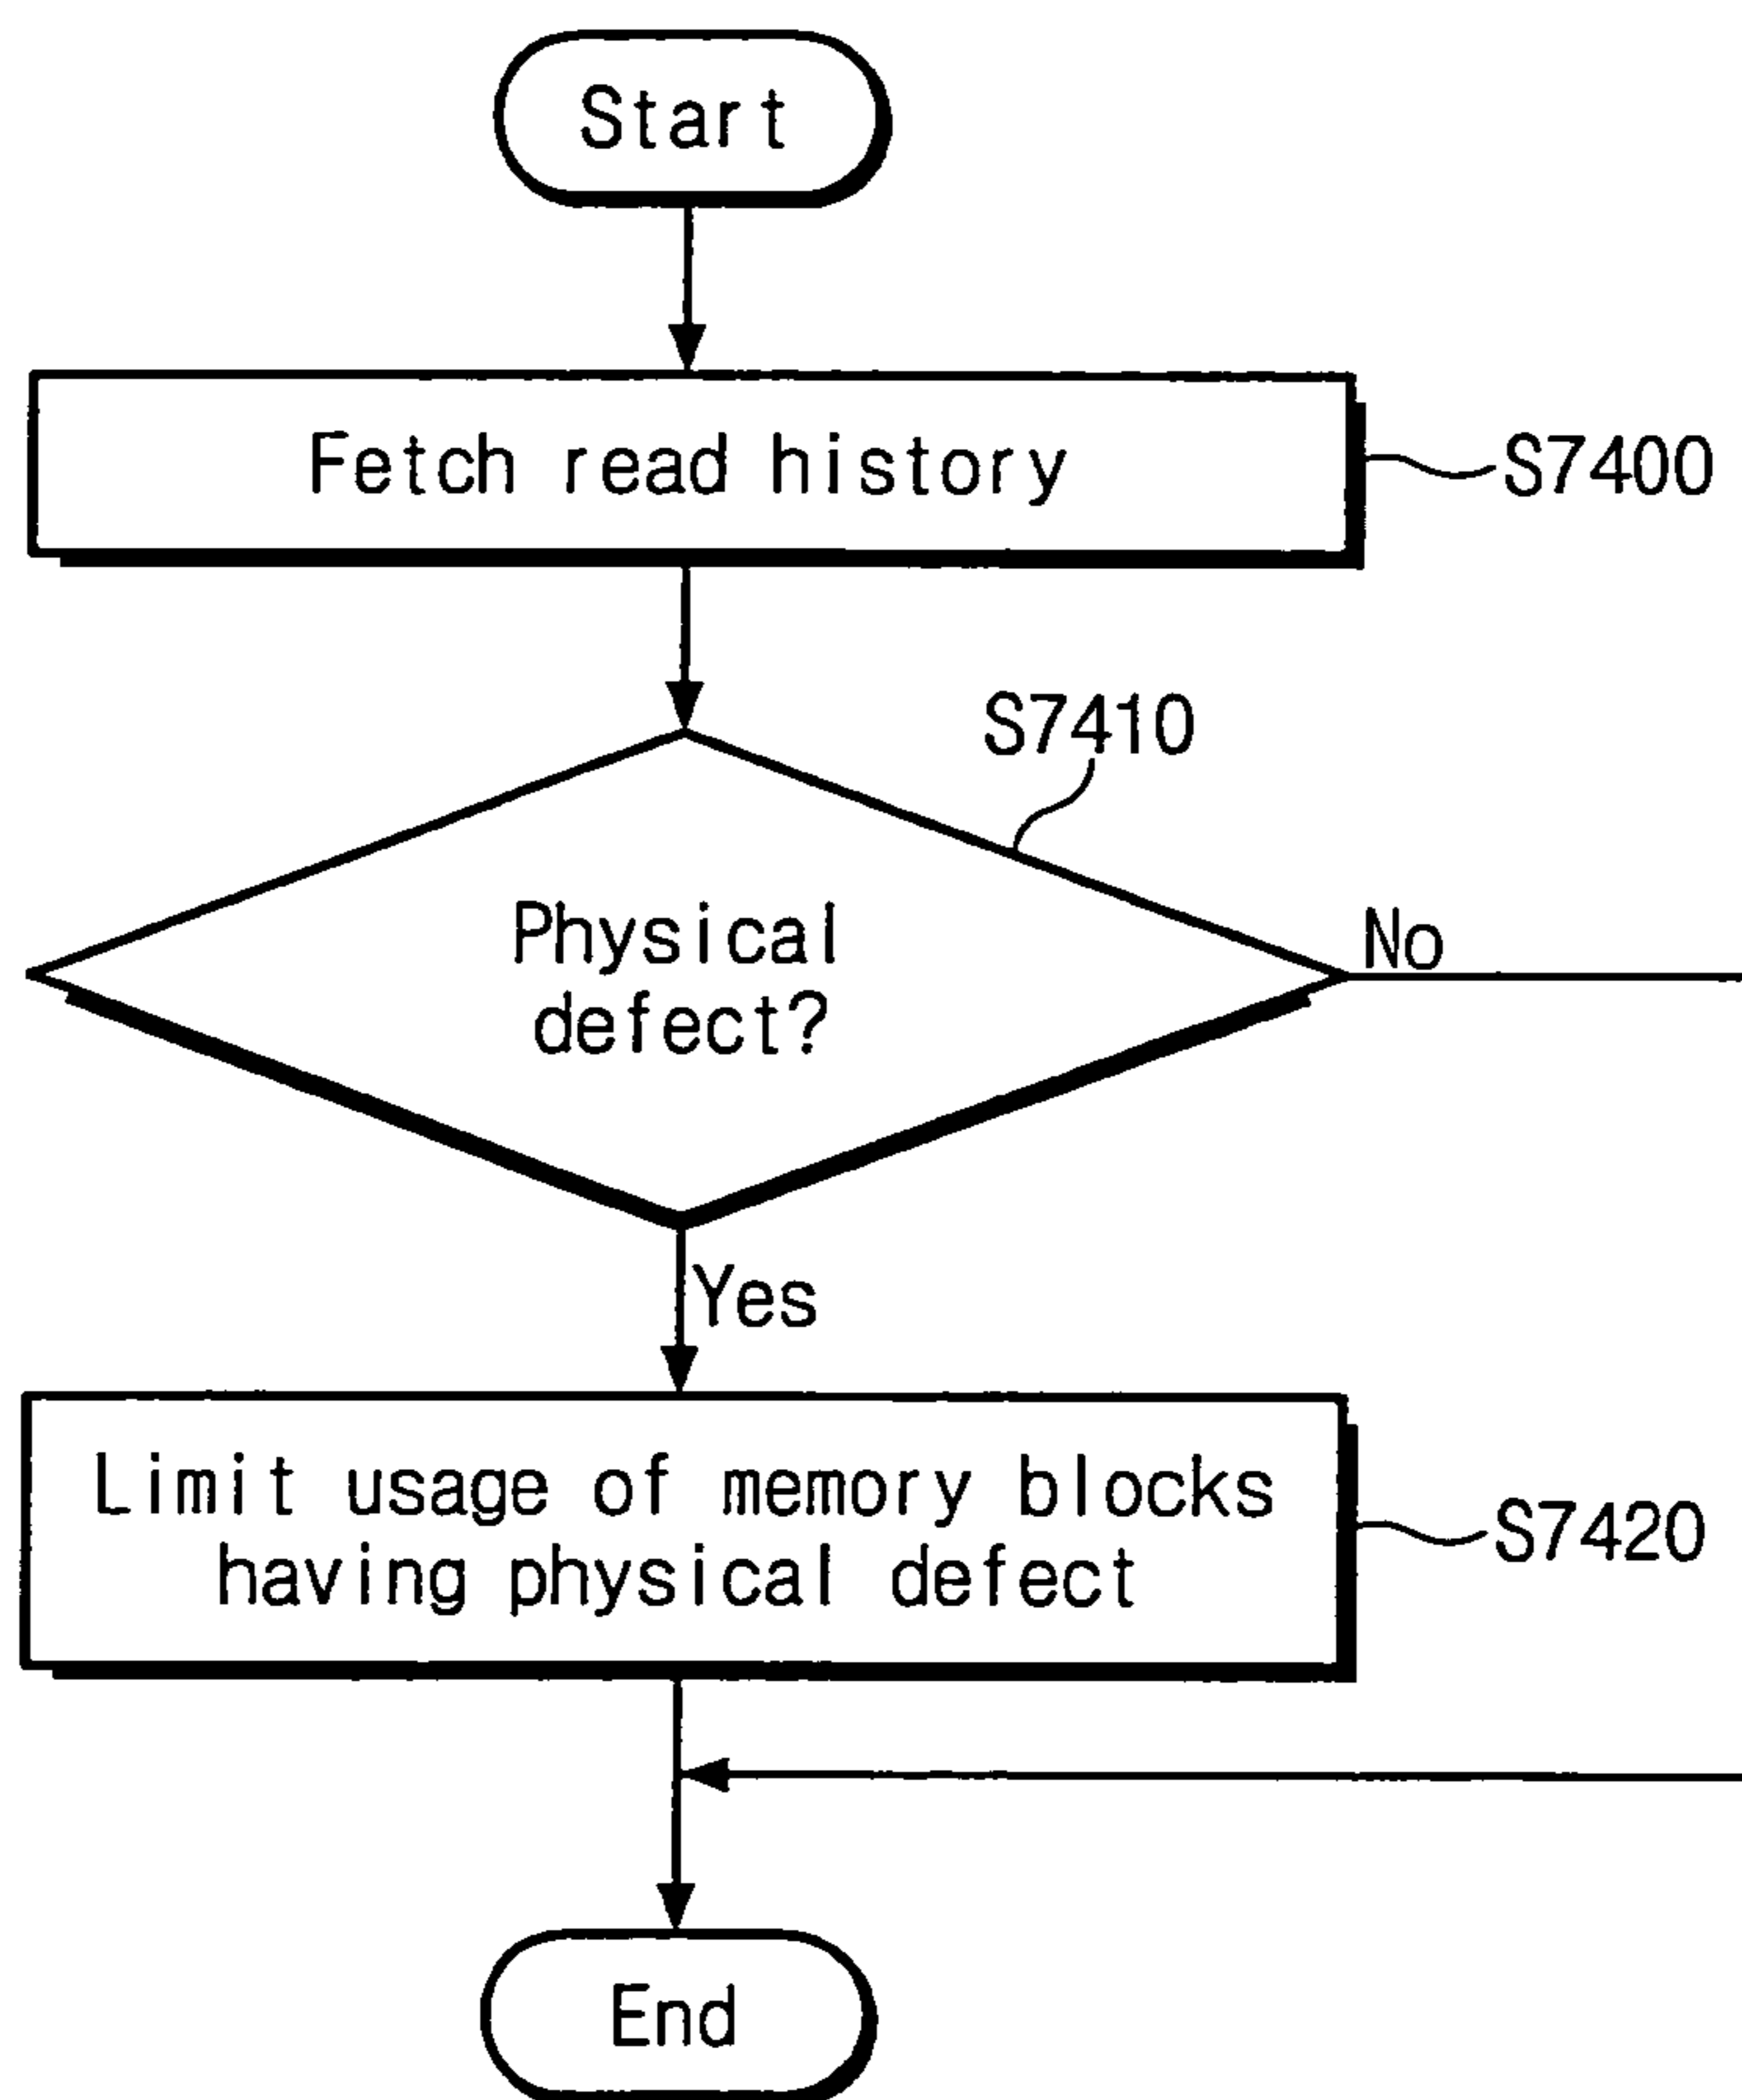 Start
Fetch read history
S7400
S7410
Physical
defect?
No
Yes
Limit usage of memory blocks
having physical defect
S7420
End